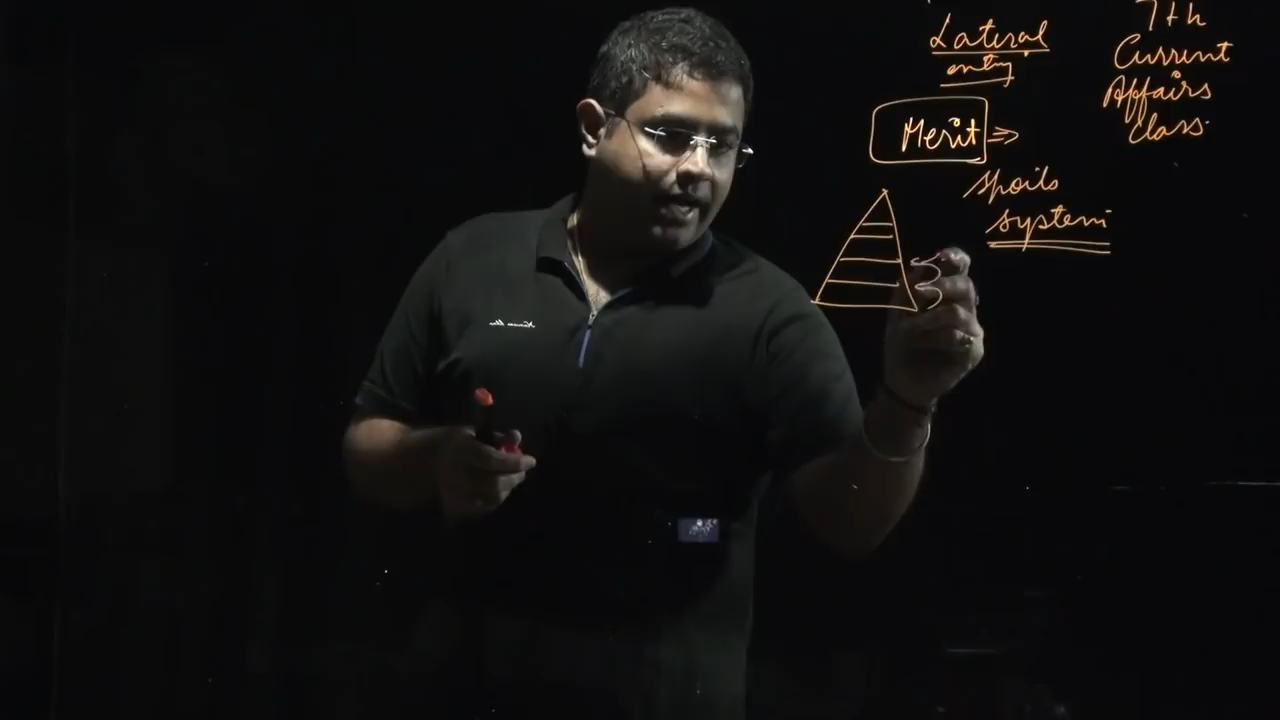 Lateral
entry
Merit ⇒
spoils
system
7th
Current
Affairs
Class